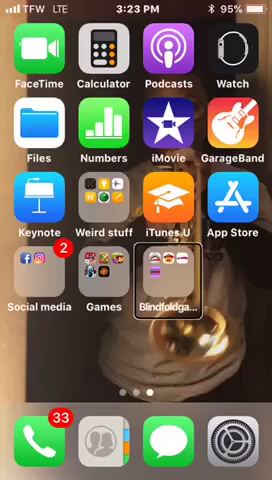 TFW LTE 3:23 PM 95%
FaceTime Calculator Podcasts Watch
Files Numbers iMovie GarageBand
Keynote Weird stuff iTunes U App Store
2
Social media Games Blindfoldga...
33